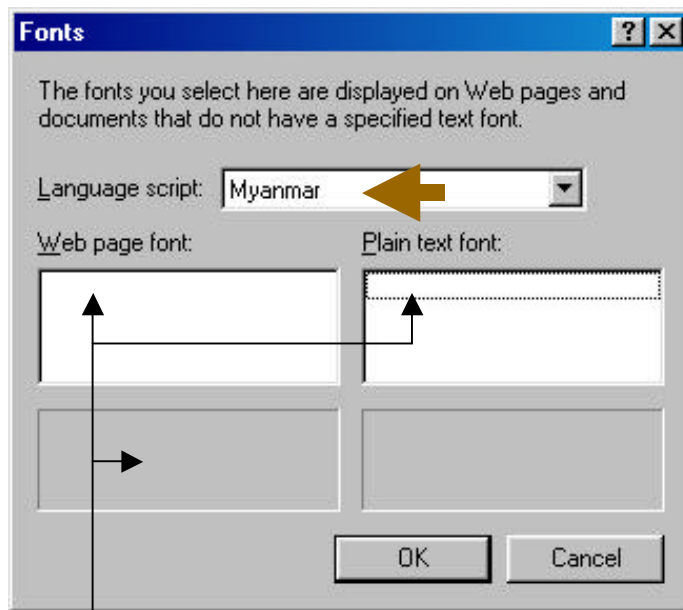 Fonts
The fonts you select here are displayed on Web pages and
documents that do not have a specified text font.
Language script: Myanmar
Web page font: Plain text font:
OK Cancel